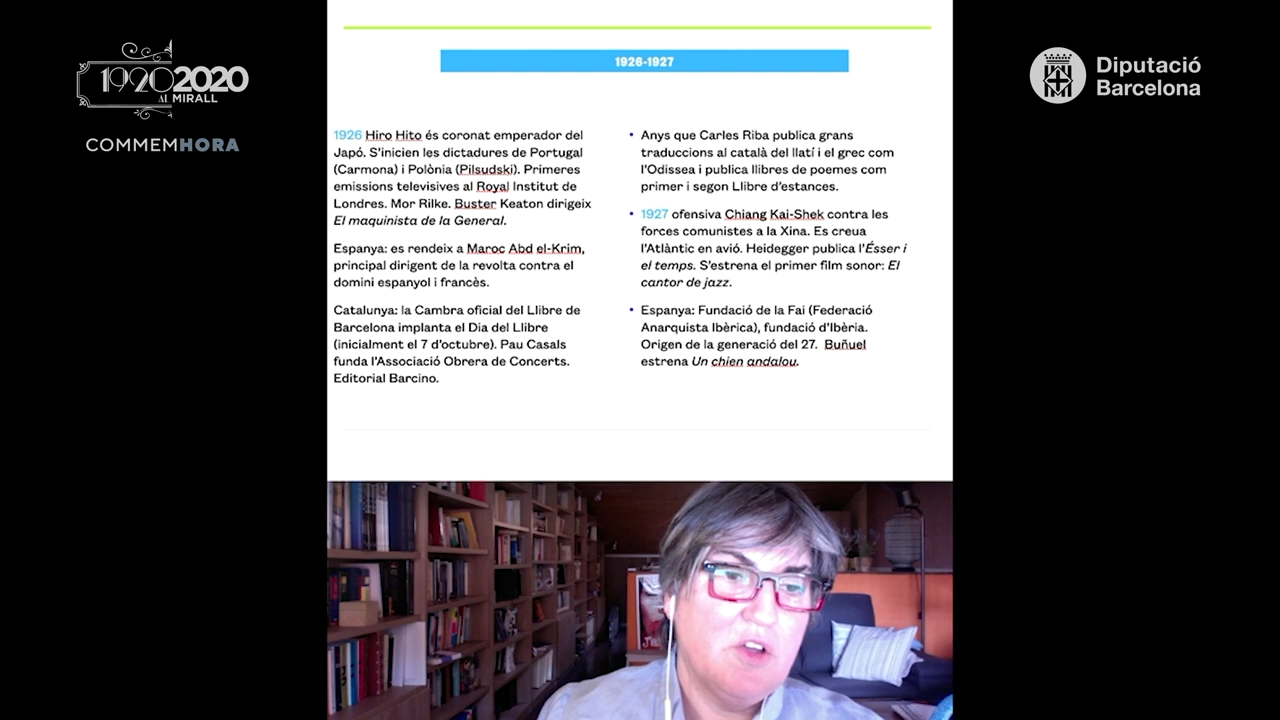 1920 2020
AL MIRALL
COMMEMHORA
Diputació
Barcelona
1926-1927
1926 Hiro Hito és coronat emperador del
Japó. S'inicien les dictadures de Portugal
(Carmona) i Polònia (Pilsudski). Primeres
emissions televisives al Royal Institut de
Londres. Mor Rilke. Buster Keaton dirigeix
El maquinista de la General.
Espanya: es rendeix a Maroc Abd el-Krim,
principal dirigent de la revolta contra el
domini espanyol i francès.
Catalunya: la Cambra oficial del Llibre de
Barcelona implanta el Dia del Llibre
(inicialment el 7 d'octubre). Pau Casals
funda l'Associació Obrera de Concerts.
Editorial Barcino.
• Anys que Carles Riba publica grans
traduccions al català del llatí i el grec com
l'Odissea i publica llibres de poemes com
primer i segon Llibre d'estances.
• 1927 ofensiva Chiang Kai-Shek contra les
forces comunistes a la Xina. Es creua
l'Atlàntic en avió. Heidegger publica l'Ésser i
el temps. S'estrena el primer film sonor: El
cantor de jazz.
• Espanya: Fundació de la Fai (Federació
Anarquista Ibèrica), fundació d'Ibèria.
Origen de la generació del 27. Buñuel
estrena Un chien andalou.